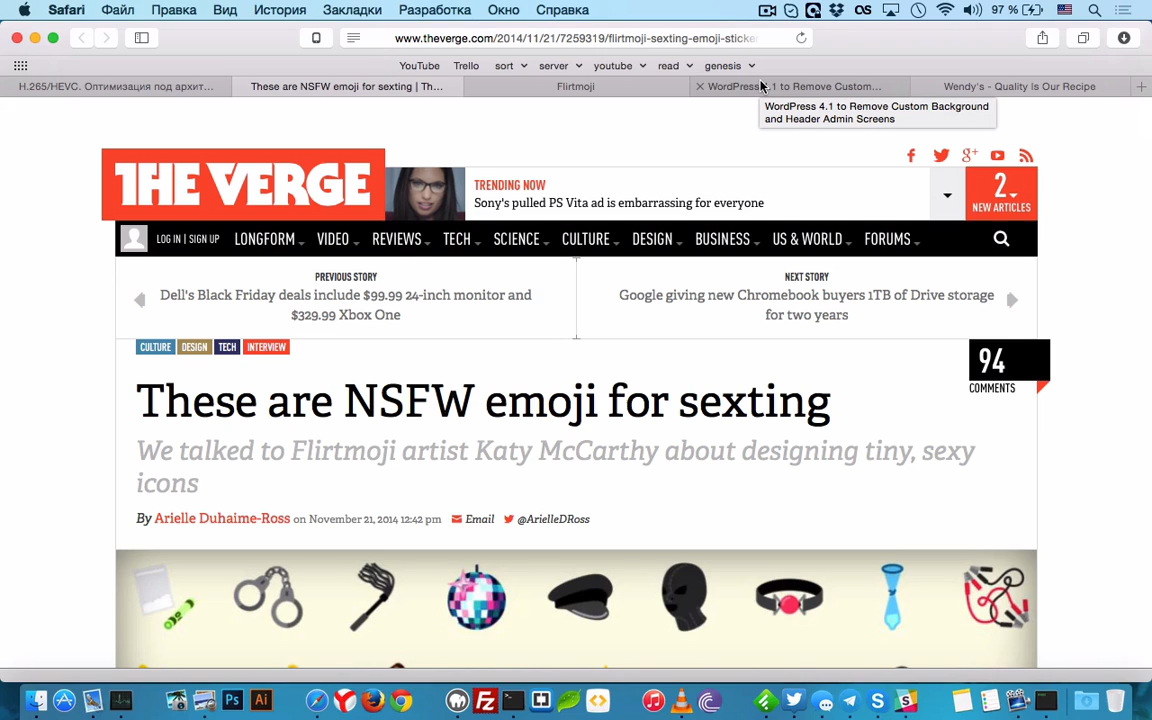 Safari Файл Правка Вид История Закладки Разработка Окно Справка 97 %
www.theverge.com/2014/11/21/7259319/flirtmoji-sexting-emoji-sticke
YouTube Trello sort server youtube read genesis
H.265/HEVC. Оптимизация под архит... These are NSFW emoji for sexting | Th... Flirtmoji WordPress 4.1 to Remove Custom... Wendy's - Quality Is Our Recipe
WordPress 4.1 to Remove Custom Background
and Header Admin Screens
THE VERGE
TRENDING NOW
Sony's pulled PS Vita ad is embarrassing for everyone
2
NEW ARTICLES
LOG IN | SIGN UP LONGFORM VIDEO REVIEWS TECH SCIENCE CULTURE DESIGN BUSINESS US & WORLD FORUMS
PREVIOUS STORY
Dell's Black Friday deals include $99.99 24-inch monitor and
$329.99 Xbox One
NEXT STORY
Google giving new Chromebook buyers 1TB of Drive storage
for two years
CULTURE DESIGN TECH INTERVIEW
94
COMMENTS
These are NSFW emoji for sexting
We talked to Flirtmoji artist Katy McCarthy about designing tiny, sexy
icons
By Arielle Duhaime-Ross on November 21, 2014 12:42 pm Email @ArielleDRoss